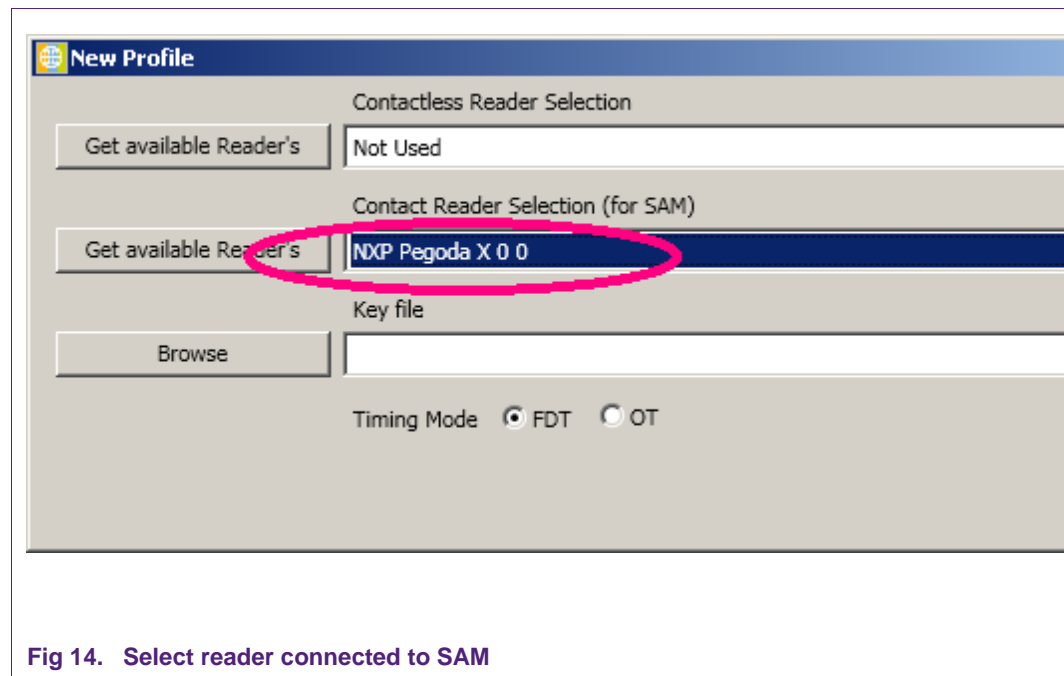 New Profile
Contactless Reader Selection
Get available Reader's
Not Used
Contact Reader Selection (for SAM)
Get available Reader's
NXP Pegoda X 0 0
Key file
Browse
Timing Mode FDT OT
Fig 14. Select reader connected to SAM